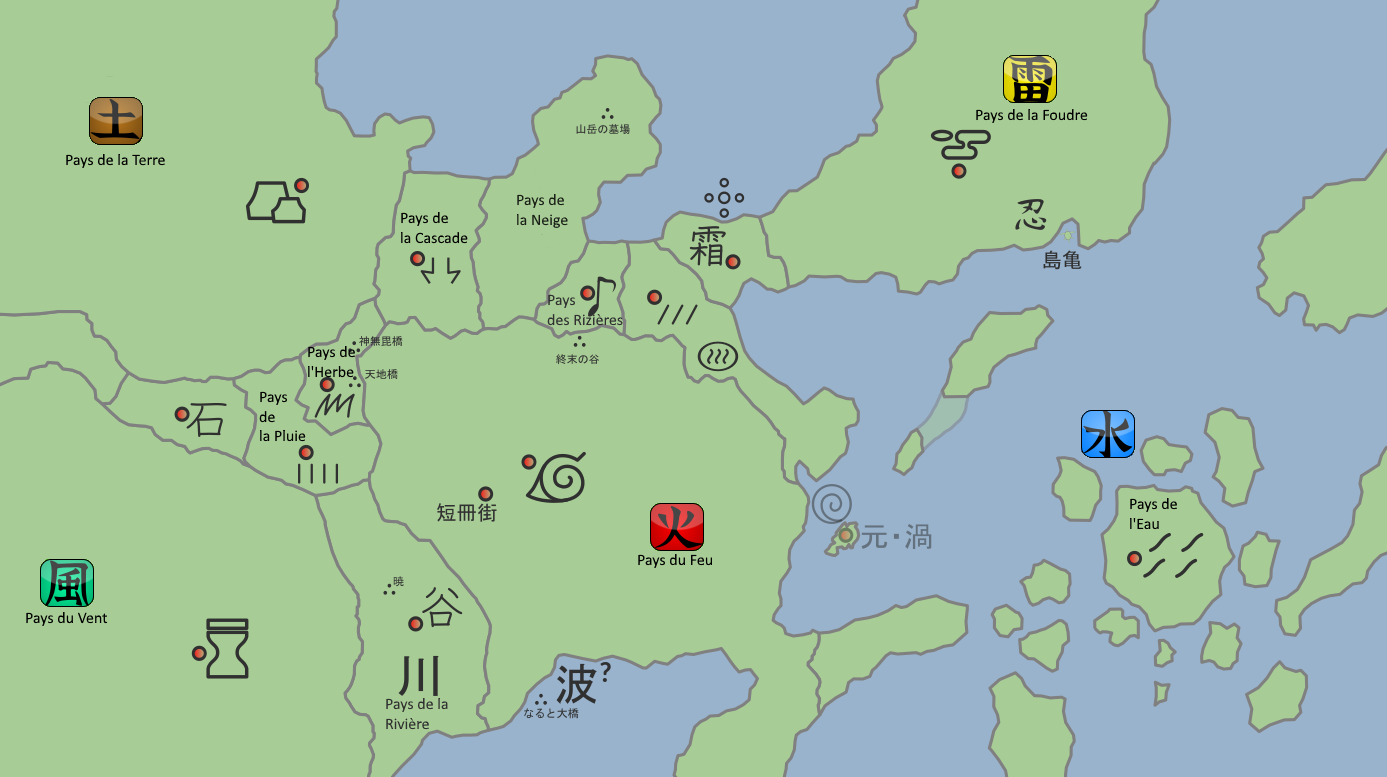 雷
Pays de la Foudre
土
Pays de la Terre
山岳の墓場
Pays de
la Neige
Pays de
la Cascade
忍
島亀
霜
Pays
des Rizières
終末の谷
神無毘橋
Pays de
l'Herbe
天地橋
Pays
de
la Pluie
石
水
Pays de
l'Eau
短冊街
火
Pays du Feu
元・渦
風
Pays du Vent
暁
谷
川
Pays de la
Rivière
波?
なると大橋